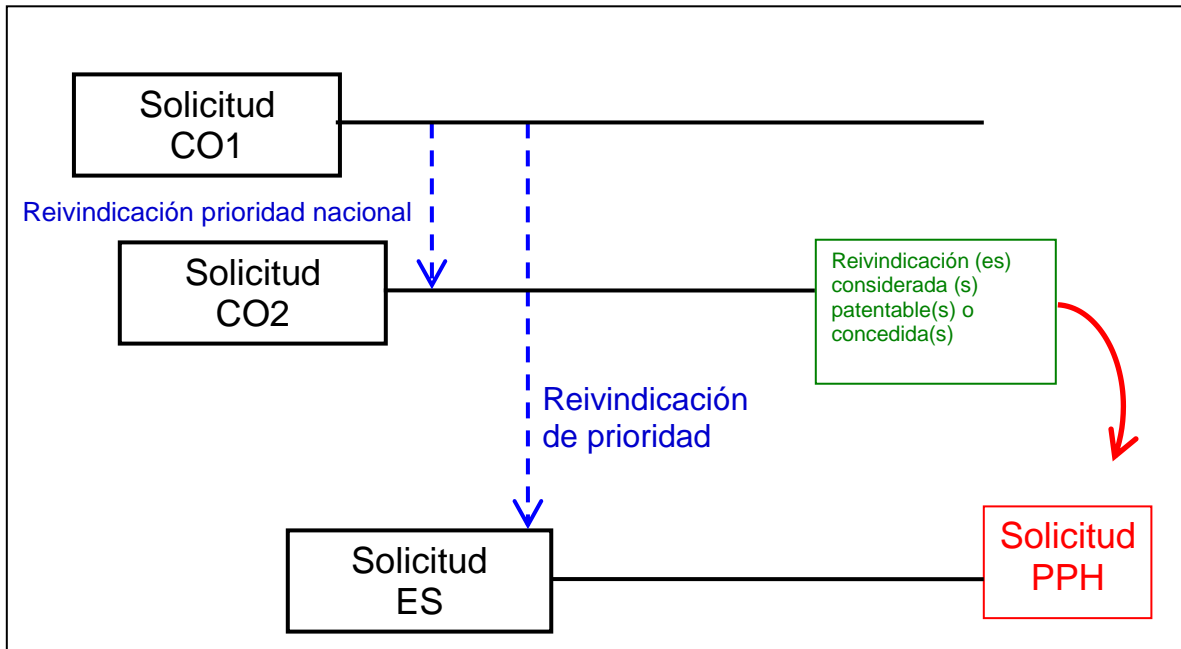 Solicitud
CO1
Reivindicación prioridad nacional
Solicitud
CO2
Reivindicación (es)
considerada (s)
patentable(s) o
concedida(s)
Reivindicación
de prioridad
Solicitud
ES
Solicitud
PPH